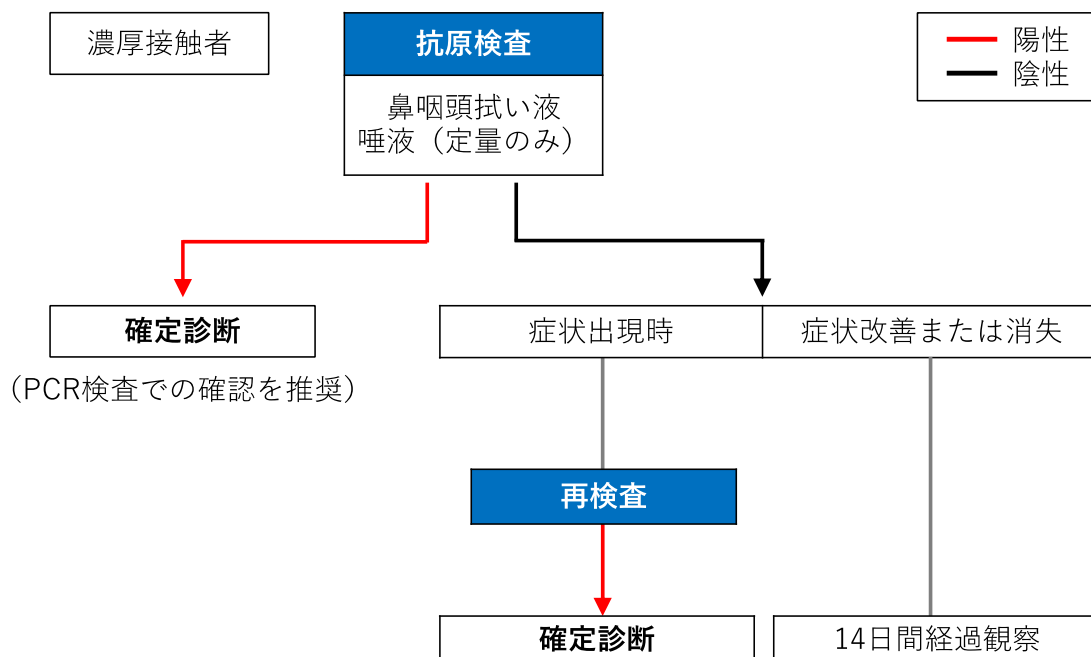 濃厚接触者
抗原検査
陽性
陰性
鼻咽頭拭い液
唾液（定量のみ）
確定診断
（PCR検査での確認を推奨）
症状出現時
症状改善または消失
再検査
確定診断
14日間経過観察